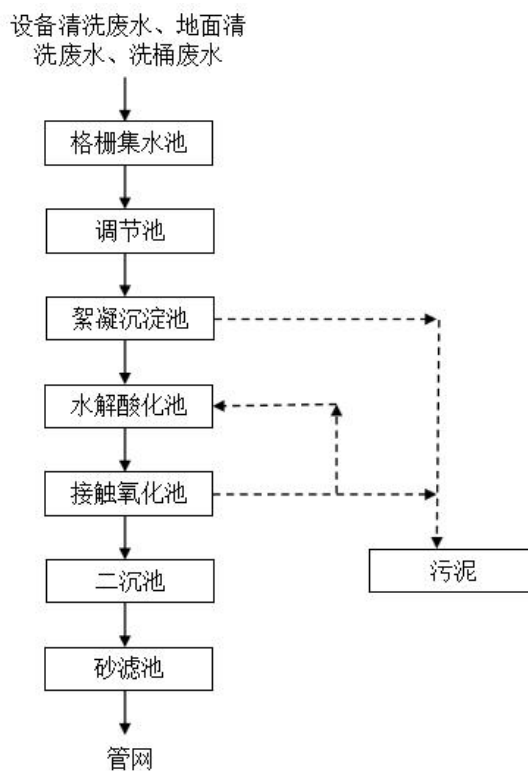 设备清洗废水、地面清
洗废水、洗桶废水
格栅集水池
调节池
絮凝沉淀池
水解酸化池
接触氧化池
二沉池
污泥
砂滤池
管网